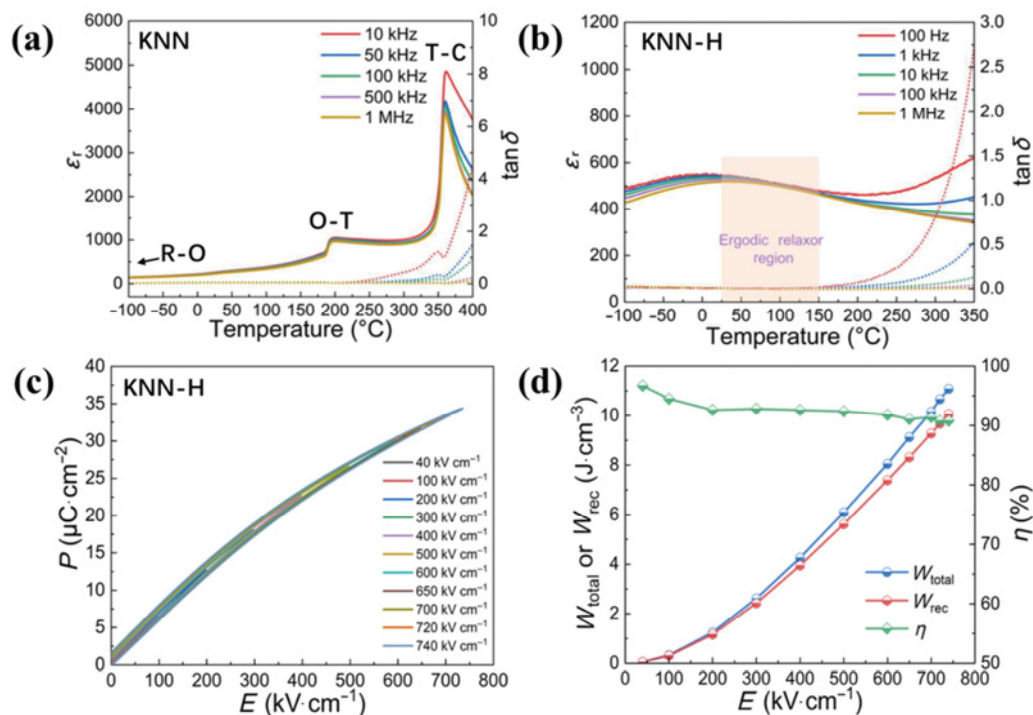 (a)
KNN
10 kHz
50 kHz
100 kHz
500 kHz
1 MHz
T-C
O-T
R-O
6000
5000
4000
3000
2000
1000
0
εr
10
8
6
4
2
0
tanδ
-100 -50 0 50 100 150 200 250 300 350 400
Temperature (°C)
(b)
KNN-H
100 Hz
1 kHz
10 kHz
100 kHz
1 MHz
1200
1000
800
600
400
200
0
εr
3.0
2.5
2.0
1.5
1.0
0.5
0.0
tanδ
Ergodic relaxor
region
-100 -50 0 50 100 150 200 250 300 350
Temperature (°C)
(c)
KNN-H
40
35
30
25
20
15
10
5
0
P (μC·cm⁻²)
40 kV cm⁻¹
100 kV cm⁻¹
200 kV cm⁻¹
300 kV cm⁻¹
400 kV cm⁻¹
500 kV cm⁻¹
600 kV cm⁻¹
650 kV cm⁻¹
700 kV cm⁻¹
720 kV cm⁻¹
740 kV cm⁻¹
0 100 200 300 400 500 600 700 800
E (kV·cm⁻¹)
(d)
12
10
8
6
4
2
0
Wtotal or Wrec (J·cm⁻³)
100
90
80
70
60
50
η (%)
Wtotal
Wrec
η
0 100 200 300 400 500 600 700 800
E (kV·cm⁻¹)